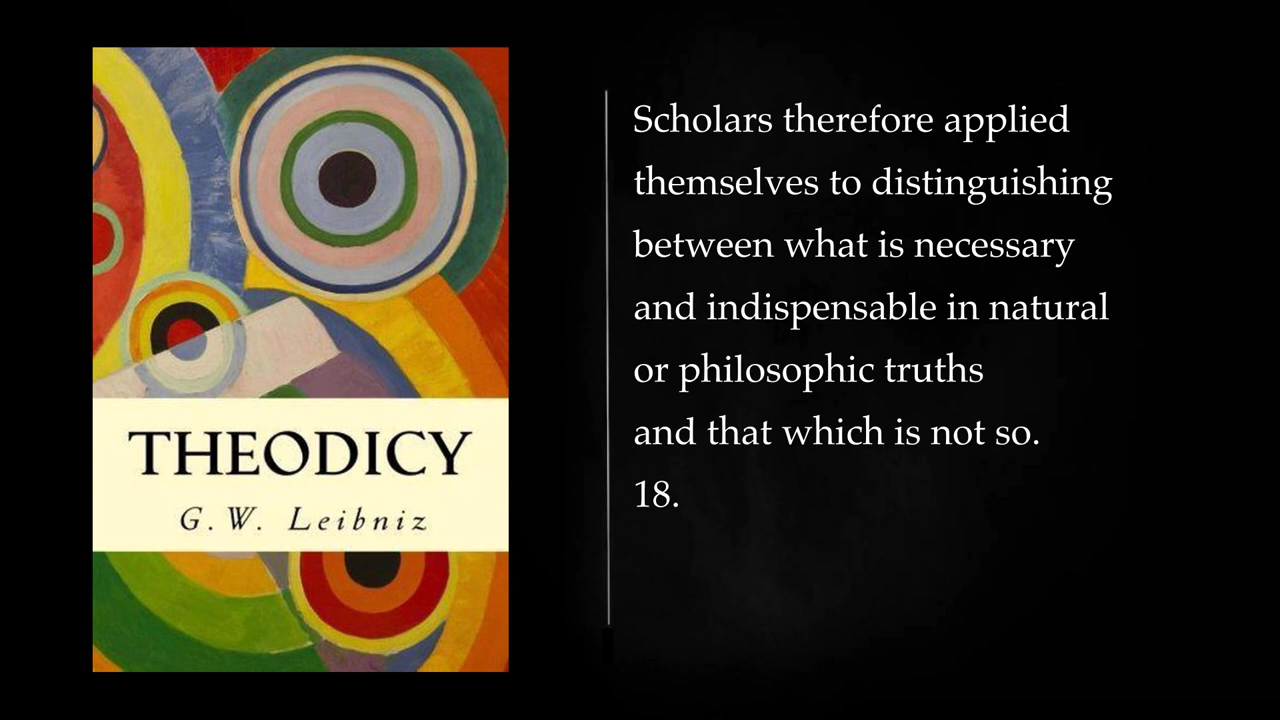 THEODICY
G. W. Leibniz
Scholars therefore applied
themselves to distinguishing
between what is necessary
and indispensable in natural
or philosophic truths
and that which is not so.
18.